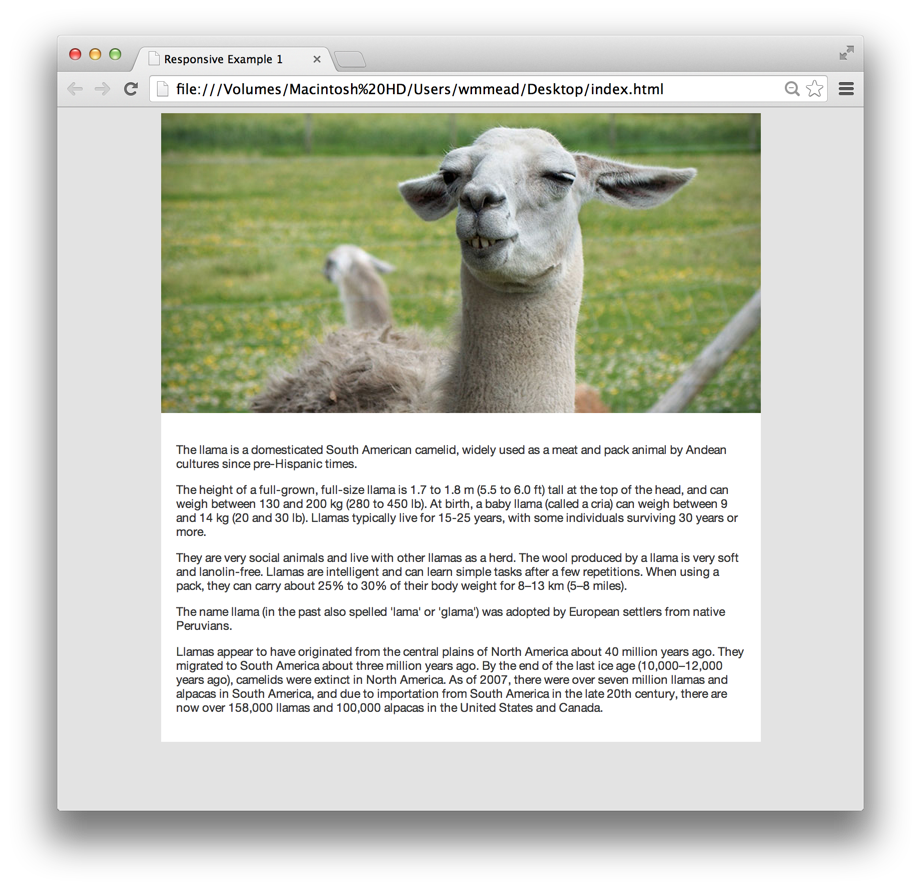 Responsive Example 1
file:///Volumes/Macintosh%20HD/Users/wmmead/Desktop/index.html
The llama is a domesticated South American camelid, widely used as a meat and pack animal by Andean
cultures since pre-Hispanic times.
The height of a full-grown, full-size llama is 1.7 to 1.8 m (5.5 to 6.0 ft) tall at the top of the head, and can
weigh between 130 and 200 kg (280 to 450 lb). At birth, a baby llama (called a cria) can weigh between 9
and 14 kg (20 and 30 lb). Llamas typically live for 15-25 years, with some individuals surviving 30 years or
more.
They are very social animals and live with other llamas as a herd. The wool produced by a llama is very soft
and lanolin-free. Llamas are intelligent and can learn simple tasks after a few repetitions. When using a
pack, they can carry about 25% to 30% of their body weight for 8–13 km (5–8 miles).
The name llama (in the past also spelled 'lama' or 'glama') was adopted by European settlers from native
Peruvians.
Llamas appear to have originated from the central plains of North America about 40 million years ago. They
migrated to South America about three million years ago. By the end of the last ice age (10,000–12,000
years ago), camelids were extinct in North America. As of 2007, there were over seven million llamas and
alpacas in South America, and due to importation from South America in the late 20th century, there are
now over 158,000 llamas and 100,000 alpacas in the United States and Canada.